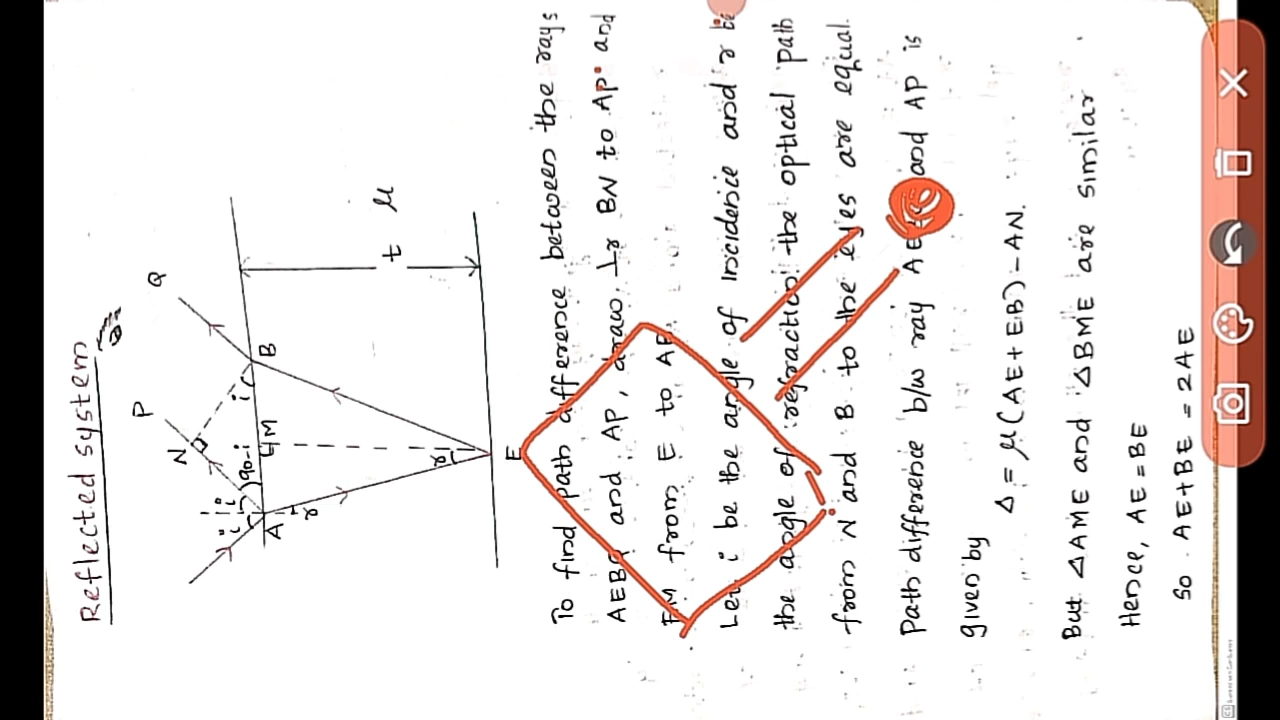 Reflected system
P
Q
N
i
i
90-i
i
B
A
M
r
r
t
μ
E
To find path difference between the rays
and AP, draw ⊥r BN to AP and
EM from E to AB.
Let i be the angle of incidence and r be
the angle of refraction. the optical path
from N and B to the eyes are equal.
Path difference b/w ray and AP is
given by
Δ = μ(AE+EB) - AN.
But ΔAME and ΔBME are similar
Hence, AE = BE
So AE+BE = 2AE